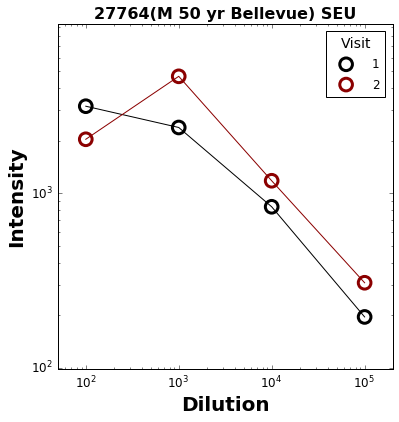 27764(M 50 yr Bellevue) SEU
Visit
1
2
Intensity
10³
10²
10² 10³ 10⁴ 10⁵
Dilution